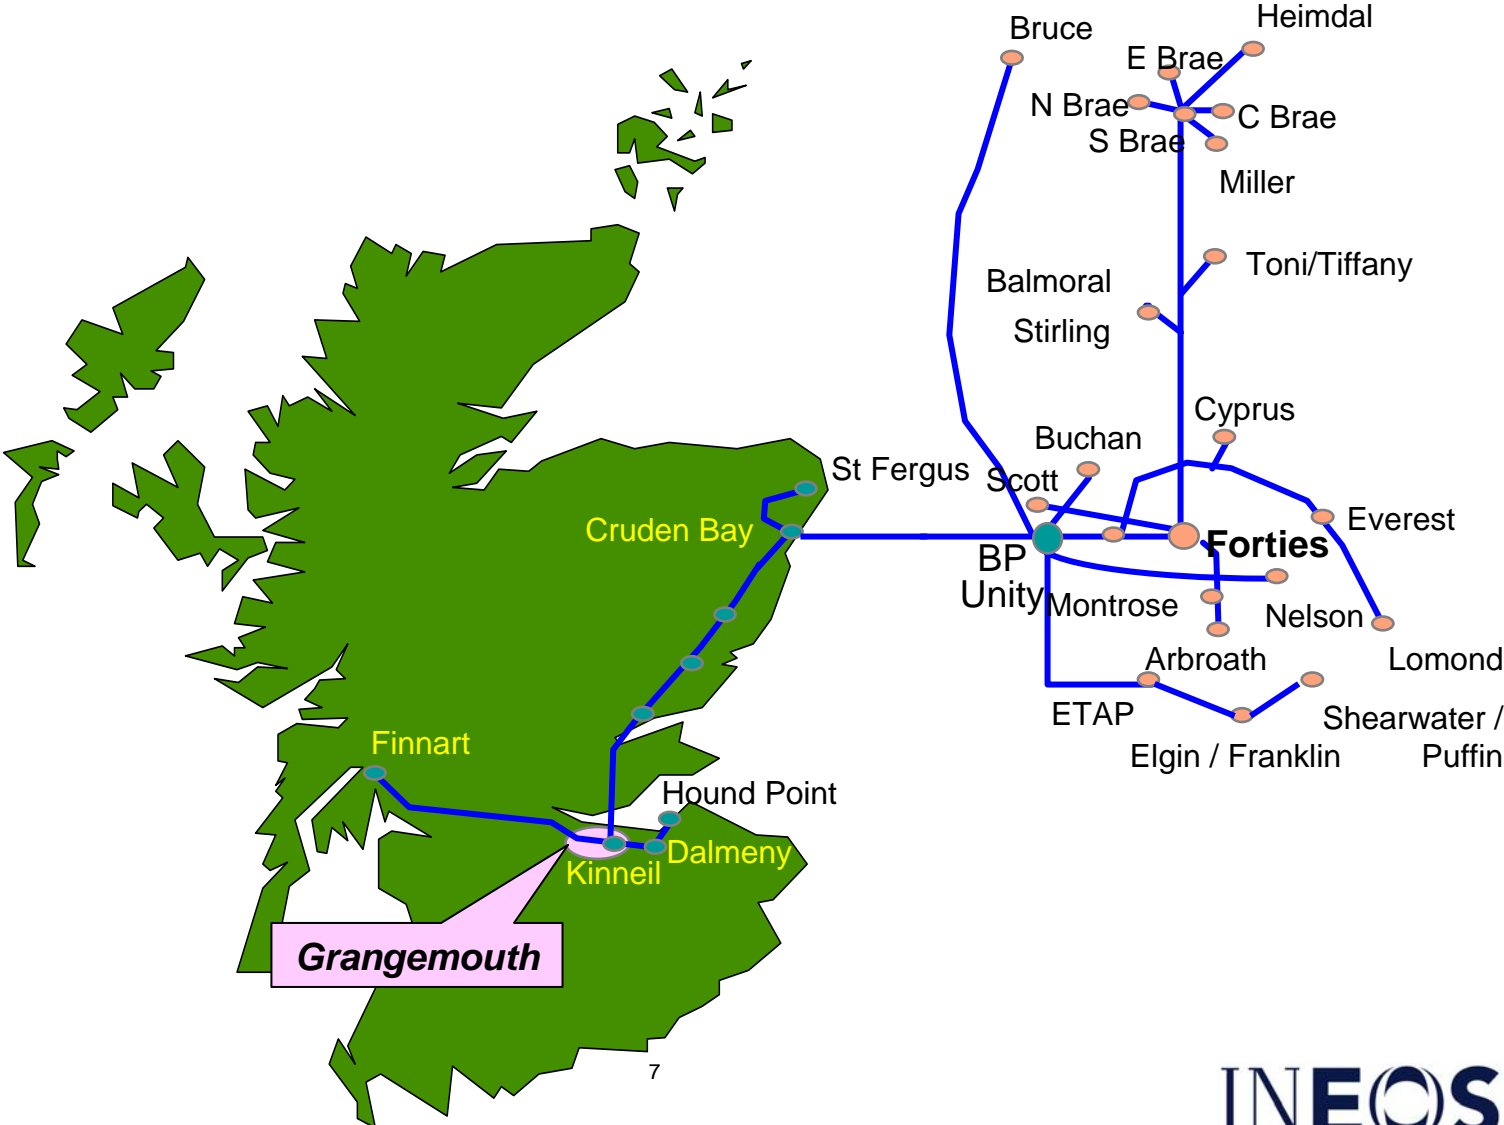 Heimdal
Bruce
E Brae
N Brae
C Brae
S Brae
Miller
Toni/Tiffany
Balmoral
Stirling
Cyprus
Buchan
St Fergus
Scott
Cruden Bay
Everest
Forties
BP
Unity
Montrose
Nelson
Arbroath
Lomond
ETAP
Shearwater /
Puffin
Elgin / Franklin
Finnart
Hound Point
Dalmeny
Kinneil
Grangemouth
7
INEOS